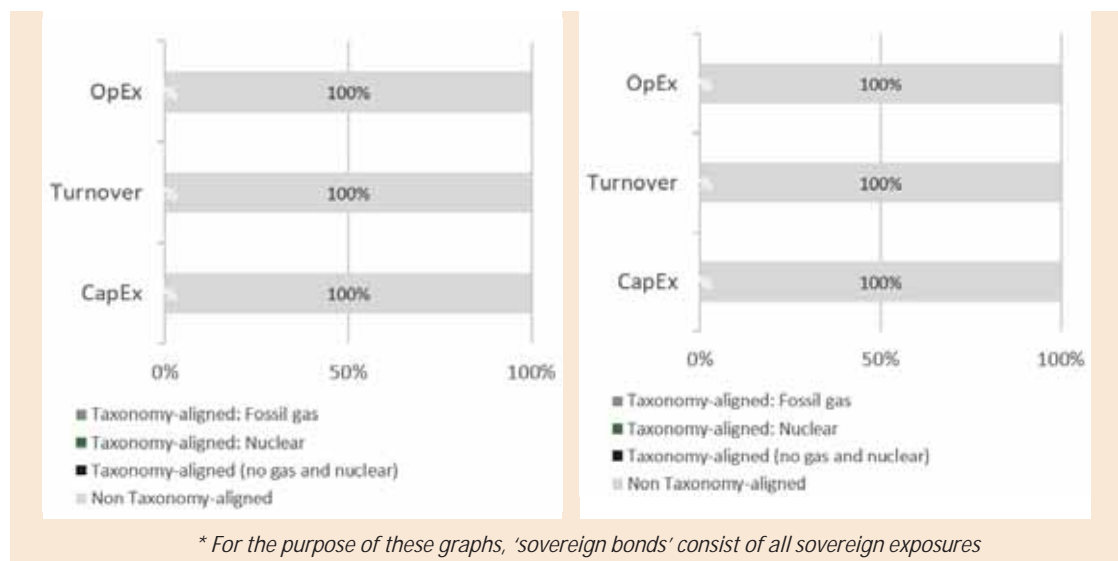 OpEx
100%
Turnover
100%
CapEx
100%
0% 50% 100%
Taxonomy-aligned: Fossil gas
Taxonomy-aligned: Nuclear
Taxonomy-aligned (no gas and nuclear)
Non Taxonomy-aligned
OpEx
100%
Turnover
100%
CapEx
100%
0% 50% 100%
Taxonomy-aligned: Fossil gas
Taxonomy-aligned: Nuclear
Taxonomy-aligned (no gas and nuclear)
Non Taxonomy-aligned
* For the purpose of these graphs, ‘sovereign bonds’ consist of all sovereign exposures